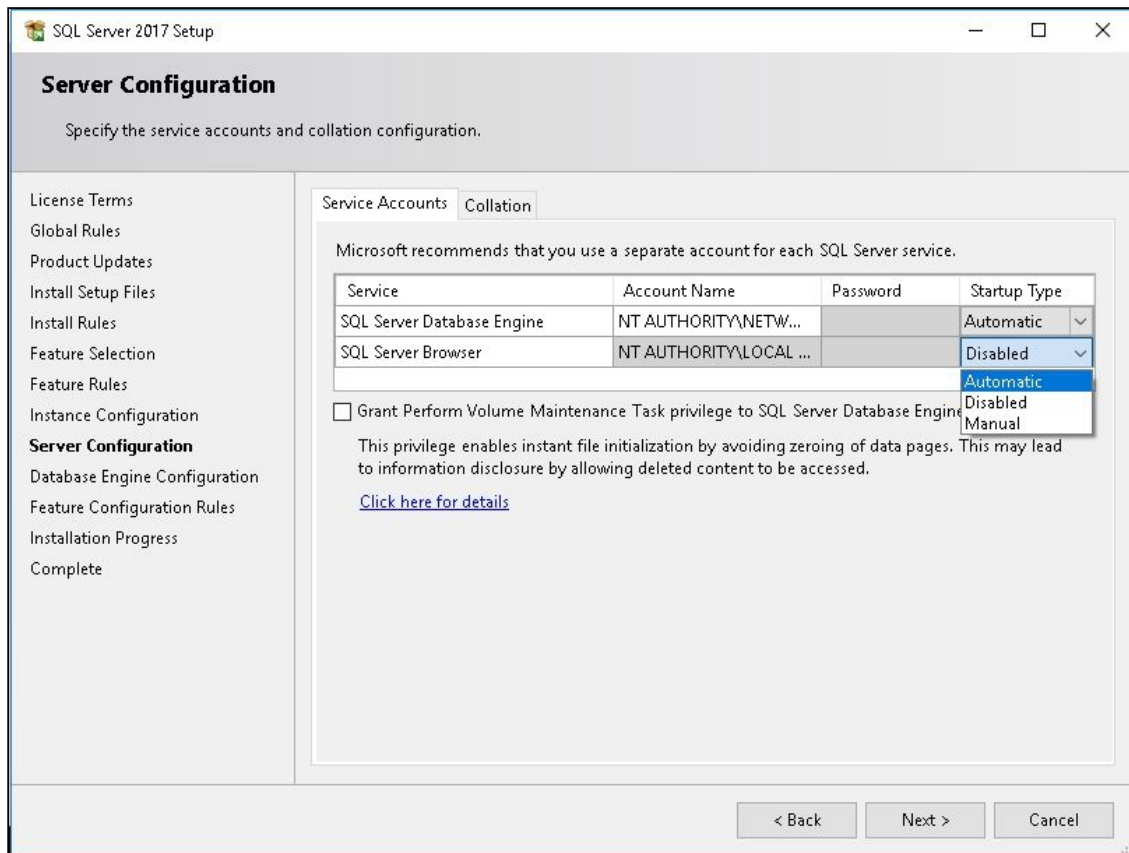 SQL Server 2017 Setup
Server Configuration
Specify the service accounts and collation configuration.
License Terms
Global Rules
Product Updates
Install Setup Files
Install Rules
Feature Selection
Feature Rules
Instance Configuration
Server Configuration
Database Engine Configuration
Feature Configuration Rules
Installation Progress
Complete
Service Accounts Collation
Microsoft recommends that you use a separate account for each SQL Server service.
Service Account Name Password Startup Type
SQL Server Database Engine NT AUTHORITY\NETW... Automatic
SQL Server Browser NT AUTHORITY\LOCAL ... Disabled
Automatic
Disabled
Manual
Grant Perform Volume Maintenance Task privilege to SQL Server Database Engine
This privilege enables instant file initialization by avoiding zeroing of data pages. This may lead
to information disclosure by allowing deleted content to be accessed.
Click here for details
< Back Next > Cancel